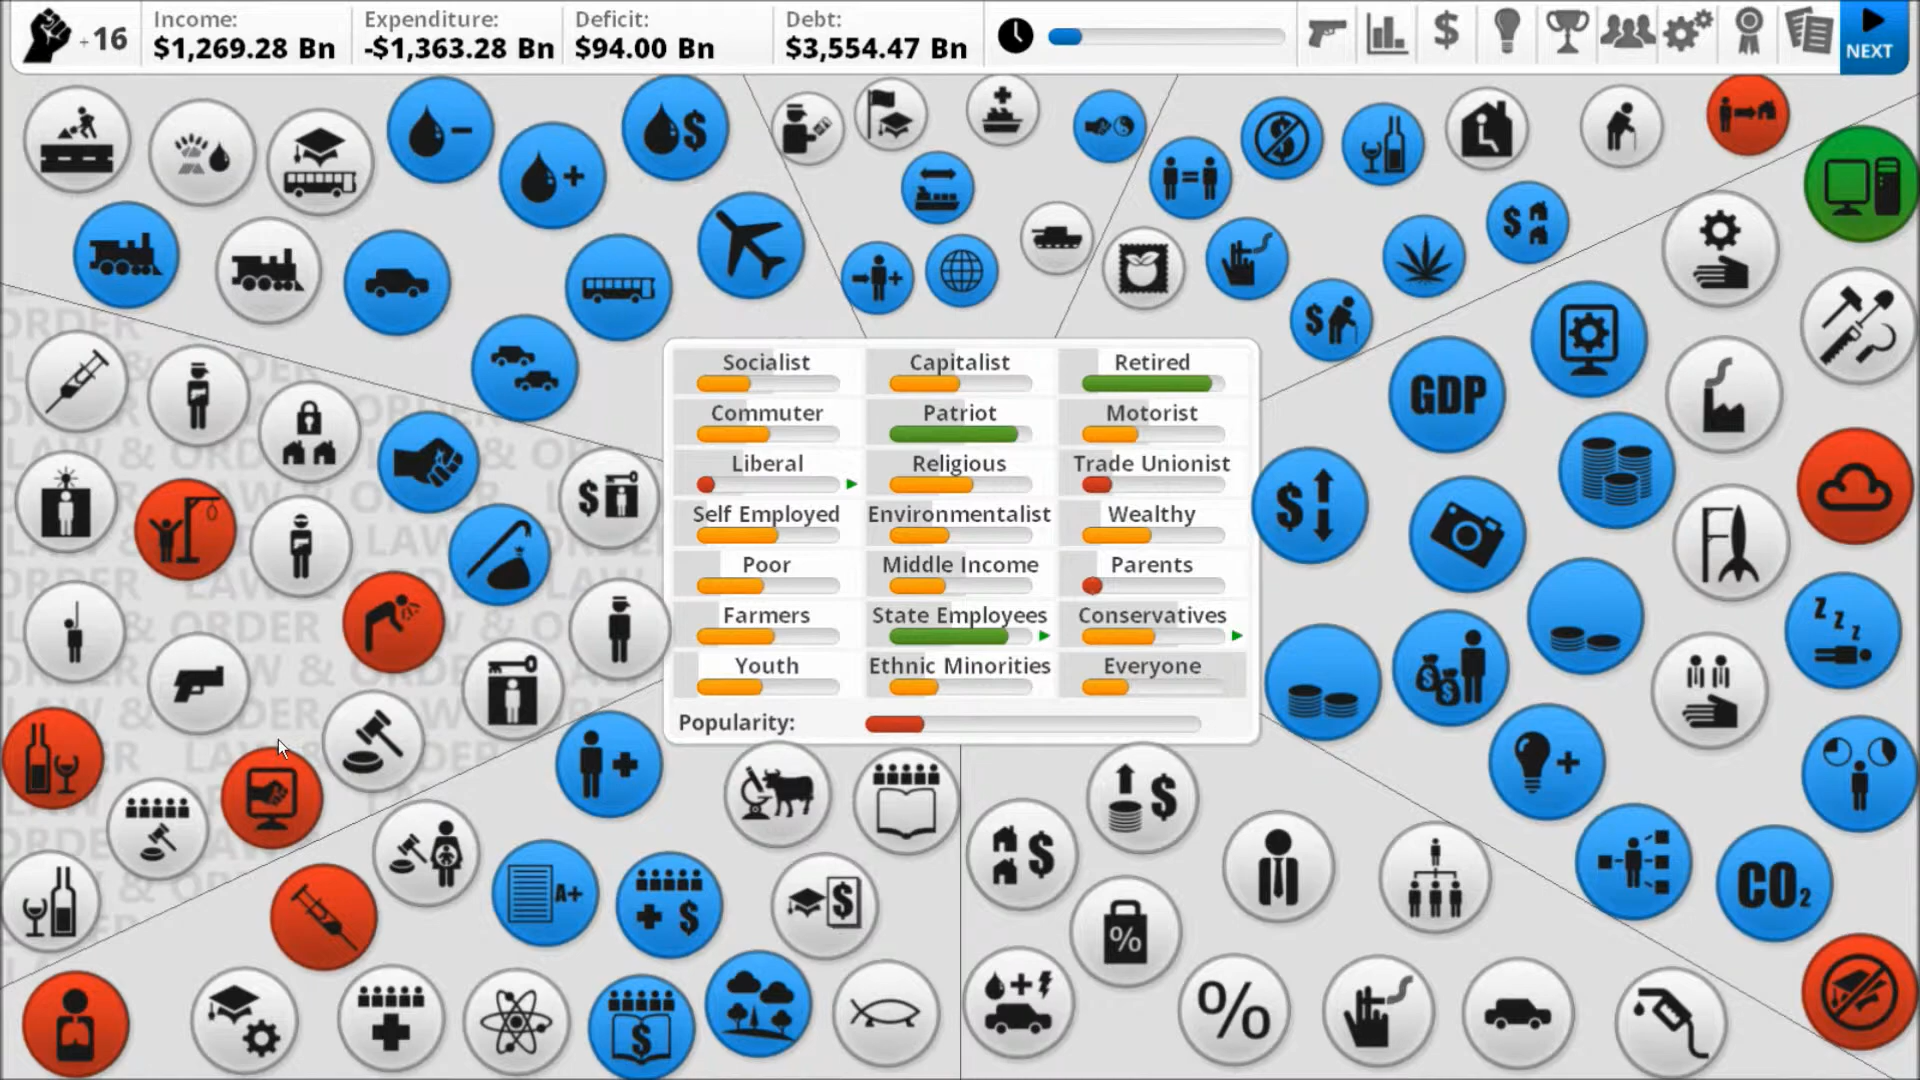 +16
Income:
$1,269.28 Bn
Expenditure:
-$1,363.28 Bn
Deficit:
$94.00 Bn
Debt:
$3,554.47 Bn
NEXT
Socialist
Capitalist
Retired
Commuter
Patriot
Motorist
Liberal
Religious
Trade Unionist
Self Employed
Environmentalist
Wealthy
Poor
Middle Income
Parents
Farmers
State Employees
Conservatives
Youth
Ethnic Minorities
Everyone
Popularity:
GDP
CO2
A+
%
%
z z z
LAW & ORDER